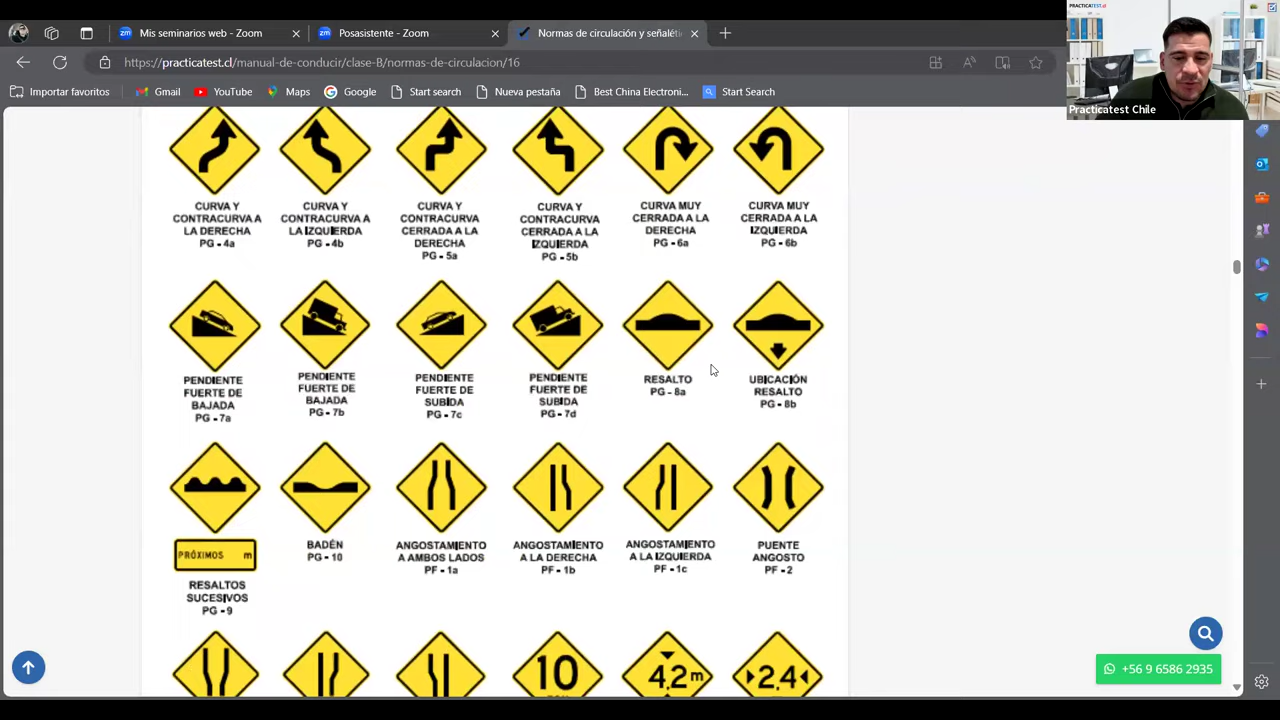 Mis seminarios web - Zoom
Posasistente - Zoom
Normas de circulación y señaléti
https://practicatest.cl/manual-de-conducir/clase-B/normas-de-circulacion/16
Importar favoritos
Gmail
YouTube
Maps
Google
Start search
Nueva pestaña
Best China Electroni...
Start Search
PRACTICATEST.cl
Practicatest Chile
CURVA Y
CONTRACURVA A
LA DERECHA
PG - 4a
CURVA Y
CONTRACURVA A
LA IZQUIERDA
PG - 4b
CURVA Y
CONTRACURVA
CERRADA A LA
DERECHA
PG - 5a
CURVA Y
CONTRACURVA
CERRADA A LA
IZQUIERDA
PG - 5b
CURVA MUY
CERRADA A LA
DERECHA
PG - 6a
CURVA MUY
CERRADA A LA
IZQUIERDA
PG - 6b
PENDIENTE
FUERTE DE
BAJADA
PG - 7a
PENDIENTE
FUERTE DE
BAJADA
PG - 7b
PENDIENTE
FUERTE DE
SUBIDA
PG - 7c
PENDIENTE
FUERTE DE
SUBIDA
PG - 7d
RESALTO
PG - 8a
UBICACIÓN
RESALTO
PG - 8b
PRÓXIMOS m
RESALTOS
SUCESIVOS
PG - 9
BADÉN
PG - 10
ANGOSTAMIENTO
A AMBOS LADOS
PF - 1a
ANGOSTAMIENTO
A LA DERECHA
PF - 1b
ANGOSTAMIENTO
A LA IZQUIERDA
PF - 1c
PUENTE
ANGOSTO
PF - 2
10
4,2 m
2,4
+56 9 6586 2935